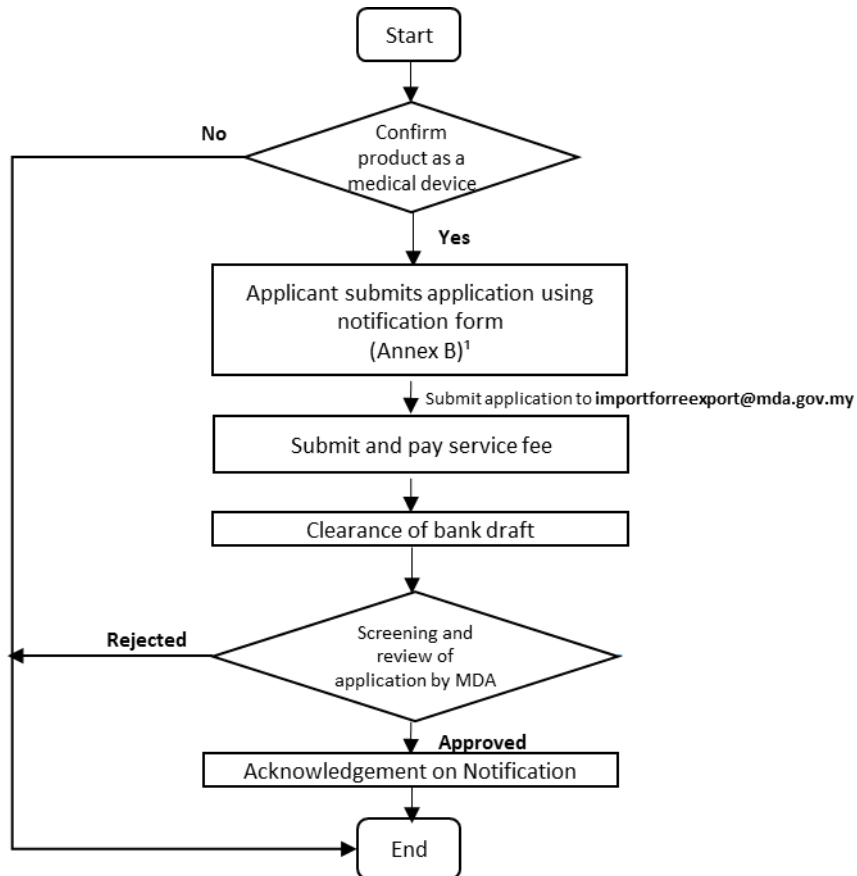 Start
No
Confirm
product as a
medical device
Yes
Applicant submits application using
notification form
(Annex B)¹
Submit application to importforreexport@mda.gov.my
Submit and pay service fee
Clearance of bank draft
Rejected
Screening and
review of
application by MDA
Approved
Acknowledgement on Notification
End